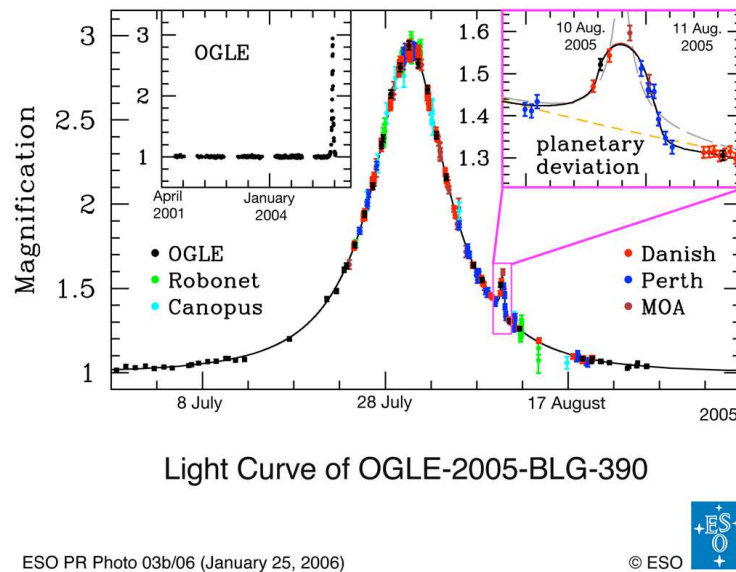 3
2.5
2
1.5
1
Magnification
OGLE
3
2
1
April
2001
January
2004
10 Aug.
2005
11 Aug.
2005
1.6
1.5
1.4
1.3
planetary
deviation
OGLE
Robonet
Canopus
Danish
Perth
MOA
8 July
28 July
17 August
2005
Light Curve of OGLE-2005-BLG-390
ESO PR Photo 03b/06 (January 25, 2006)
© ESO
ES
O